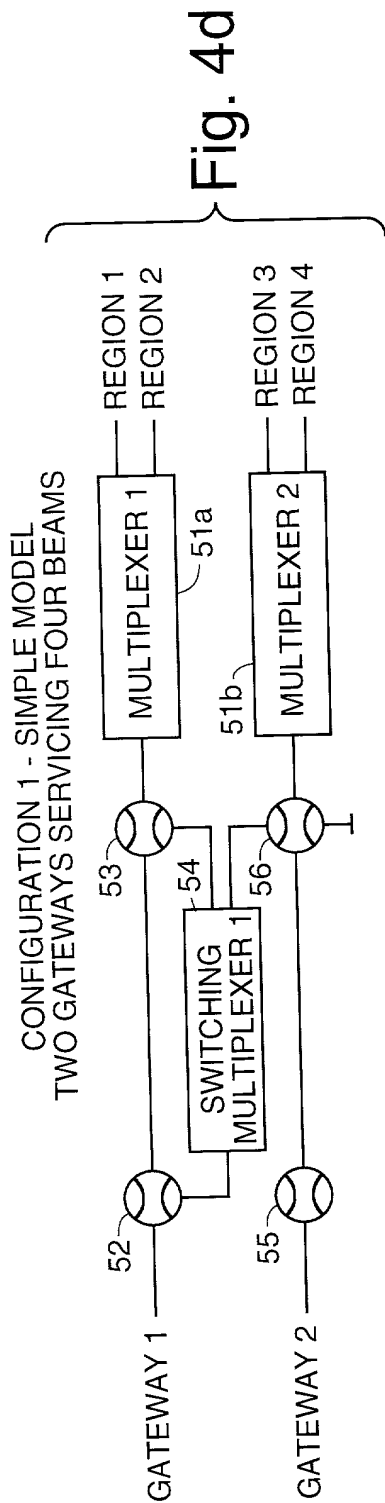 CONFIGURATION 1 - SIMPLE MODEL
TWO GATEWAYS SERVICING FOUR BEAMS
GATEWAY 1
52
53
MULTIPLEXER 1
51a
REGION 1
REGION 2
54
SWITCHING
MULTIPLEXER 1
GATEWAY 2
55
56
51b
MULTIPLEXER 2
REGION 3
REGION 4
Fig. 4d